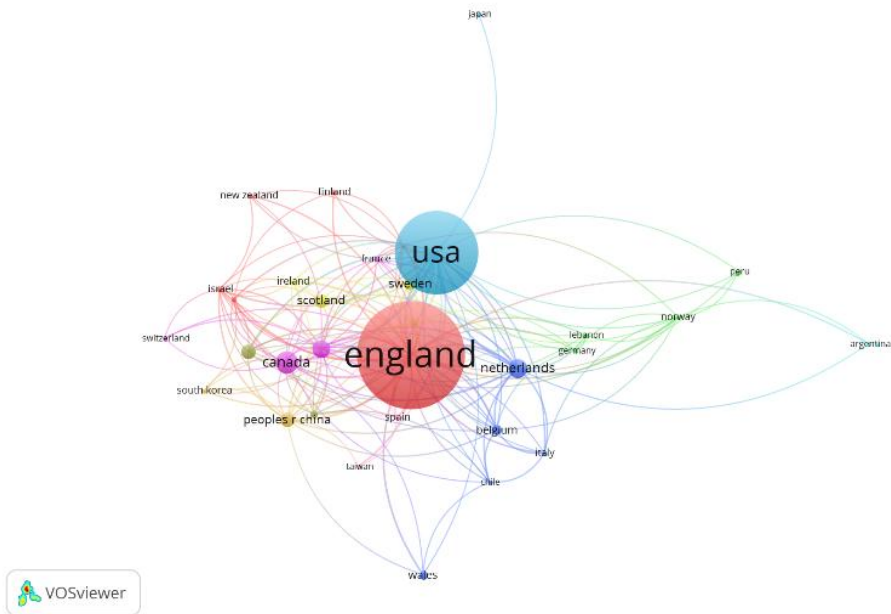 japan
new zealand
finland
usa
france
peru
ireland
sweden
israel
scotland
norway
lebanon
switzerland
argentina
germany
england
canada
netherlands
south korea
spain
peoples r china
belgium
italy
taiwan
chile
wales
VOSviewer